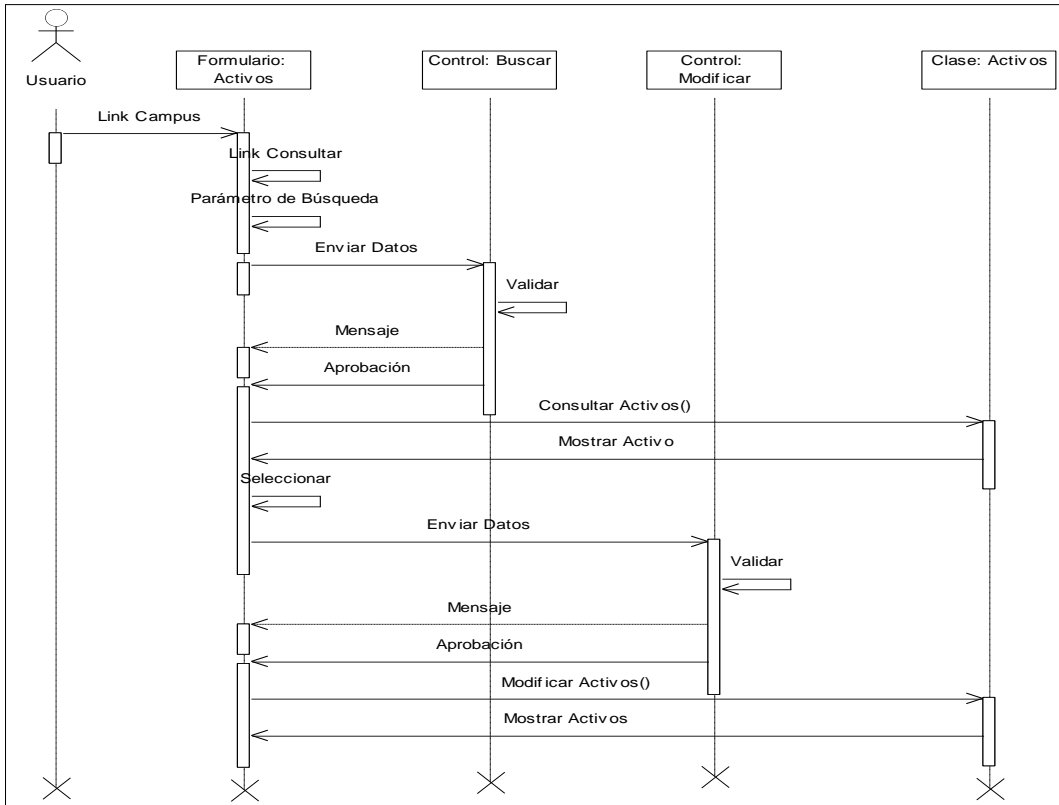 Usuario
Formulario:
Activos
Control: Buscar
Control:
Modificar
Clase: Activos
Link Campus
Link Consultar
Parámetro de Búsqueda
Enviar Datos
Validar
Mensaje
Aprobación
Consultar Activos()
Mostrar Activo
Seleccionar
Enviar Datos
Validar
Mensaje
Aprobación
Modificar Activos()
Mostrar Activos